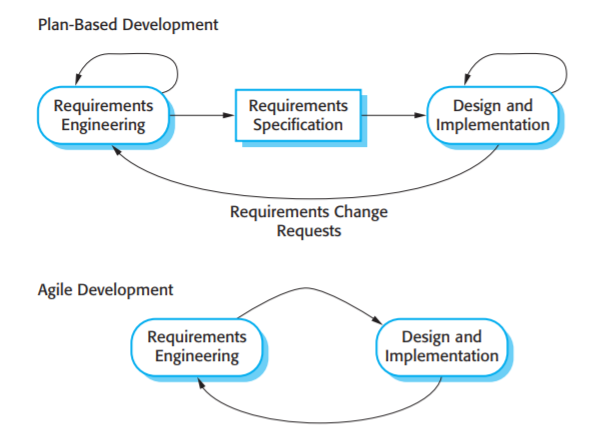 Plan-Based Development
Requirements
Engineering
Requirements
Specification
Design and
Implementation
Requirements Change
Requests
Agile Development
Requirements
Engineering
Design and
Implementation